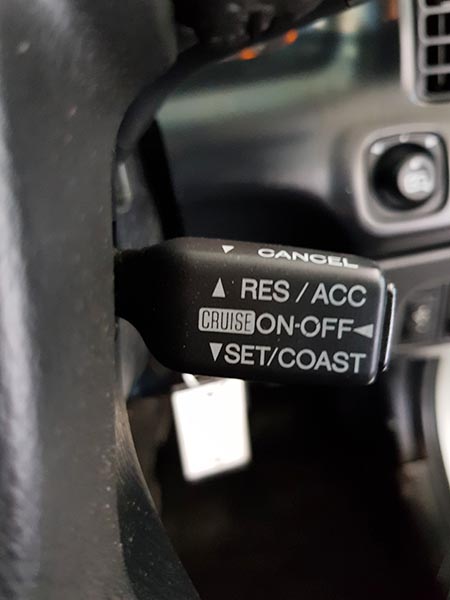 ▼ CANCEL
▲ RES / ACC
CRUISE ON-OFF ◄
▼ SET/COAST